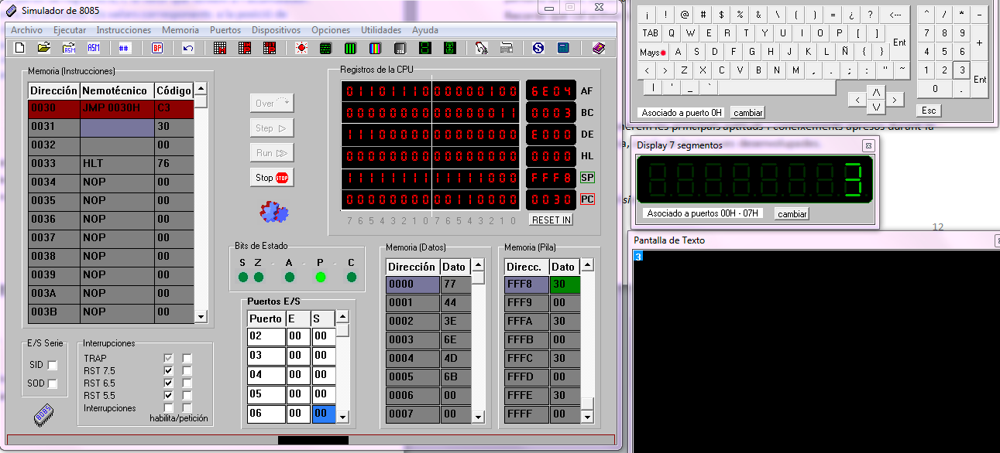 Simulador de 8085
Archivo Ejecutar Instrucciones Memoria Puertos Dispositivos Opciones Utilidades Ayuda
ASM ASM ## BP S
Memoria (Instrucciones)
Dirección Nemotécnico Código
0030 JMP 0030H C3
0031 30
0032 00
0033 HLT 76
0034 NOP 00
0035 NOP 00
0036 NOP 00
0037 NOP 00
0038 NOP 00
0039 NOP 00
003A NOP 00
003B NOP 00
Over
Step
Run
Stop STOP
Registros de la CPU
01101110 00000100 6E04 AF
00000000 00000011 0003 BC
11100000 00000000 E000 DE
00000000 00000000 0000 HL
11111111 11111000 FFF8 SP
00000000 00110000 0030 PC
7 6 5 4 3 2 1 0 7 6 5 4 3 2 1 0
RESET IN
Bits de Estado
S Z - A - P - C
Puertos E/S
Puerto E S
02 00 00
03 00 00
04 00 00
05 00 00
06 00 00
Memoria (Datos)
Dirección Dato
0000 77
0001 44
0002 3E
0003 6E
0004 4D
0005 6B
0006 00
0007 00
Memoria (Pila)
Direcc. Dato
FFF8 30
FFF9 00
FFFA 30
FFFB 00
FFFC 30
FFFD 00
FFFE 30
FFFF 00
E/S Serie
SID
SOD
8085
Interrupciones
TRAP
RST 7.5
RST 6.5
RST 5.5
Interrupciones
habilita/petición
¡ ! @ # $ % & \ ( ) = ¿ ? <--- ^ / * -
TAB Q W E R T Y U I O P [ ] Ent 7 8 9 +
Mays A S D F G H J K L Ñ { } 4 5 6
< > Z X C V B N M , . ; : " ~ 1 2 3 Ent
| ' _ ` < /\ \/ > 0 .
Asociado a puerto 0H cambiar Esc
principals aptituds i coneixements apresos durant la
Display 7 segmentos
3
Asociado a puertos 00H - 07H cambiar
si
12
Pantalla de Texto
3